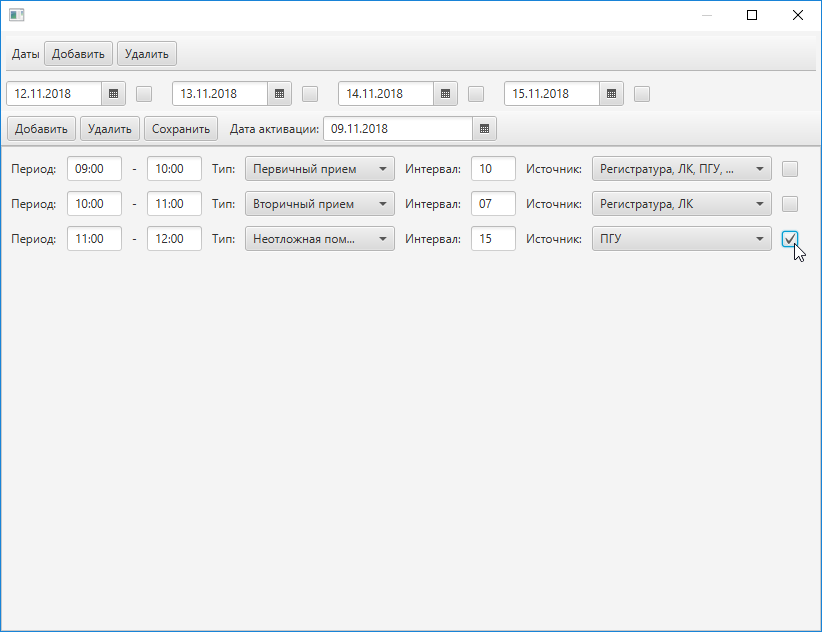 Даты Добавить Удалить
12.11.2018 13.11.2018 14.11.2018 15.11.2018
Добавить Удалить Сохранить Дата активации: 09.11.2018
Период: 09:00 - 10:00 Тип: Первичный прием Интервал: 10 Источник: Регистратура, ЛК, ПГУ, ...
Период: 10:00 - 11:00 Тип: Вторичный прием Интервал: 07 Источник: Регистратура, ЛК
Период: 11:00 - 12:00 Тип: Неотложная пом... Интервал: 15 Источник: ПГУ